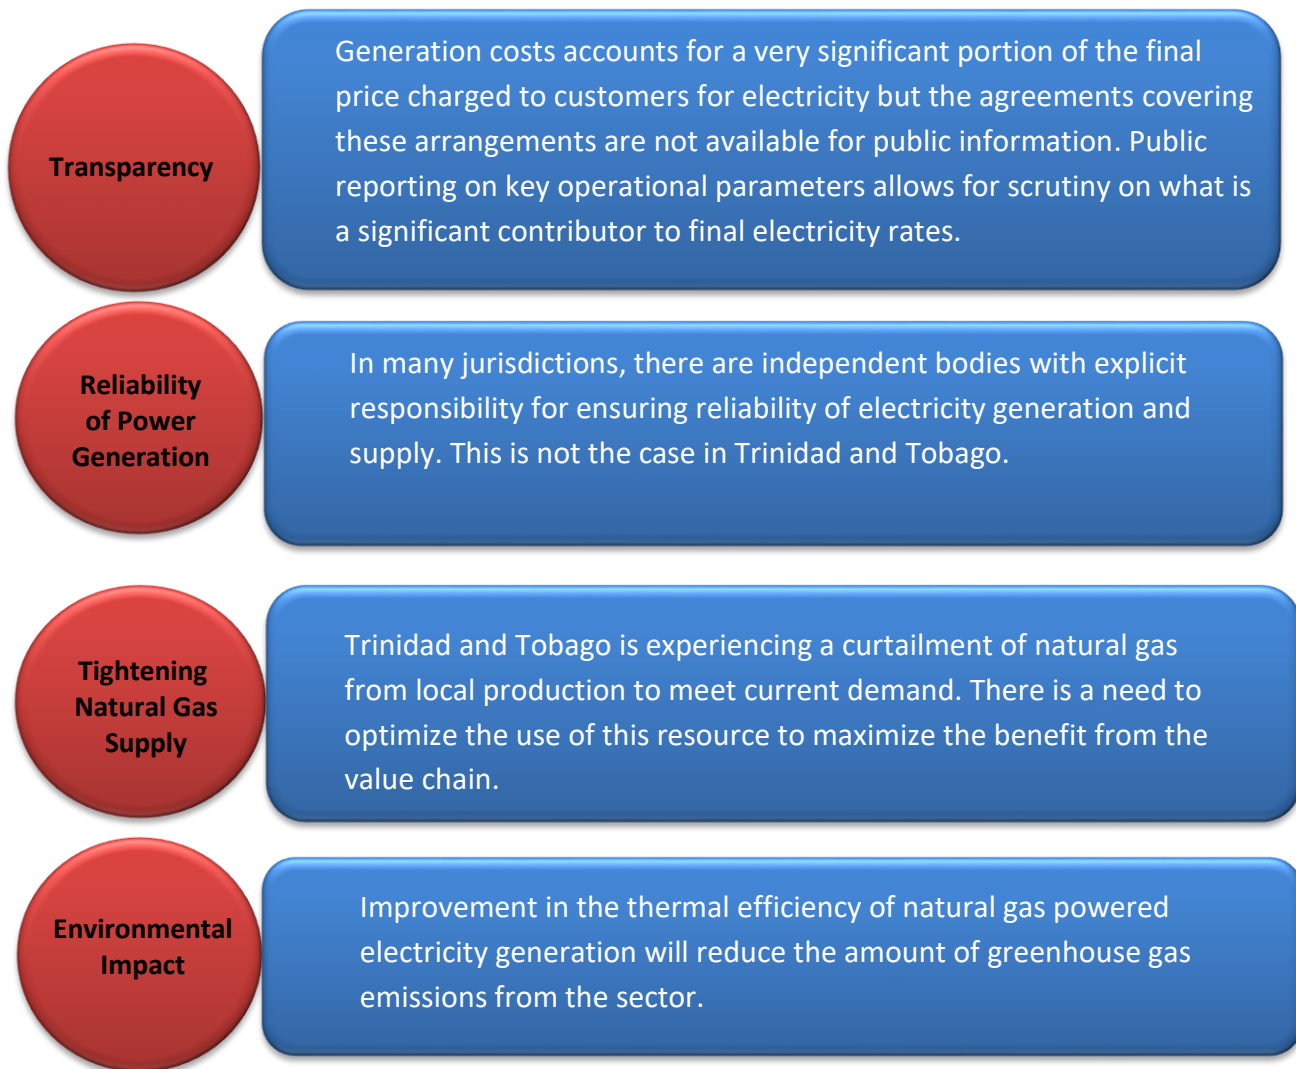 Transparency
Generation costs accounts for a very significant portion of the final
price charged to customers for electricity but the agreements covering
these arrangements are not available for public information. Public
reporting on key operational parameters allows for scrutiny on what is
a significant contributor to final electricity rates.
Reliability
of Power
Generation
In many jurisdictions, there are independent bodies with explicit
responsibility for ensuring reliability of electricity generation and
supply. This is not the case in Trinidad and Tobago.
Tightening
Natural Gas
Supply
Trinidad and Tobago is experiencing a curtailment of natural gas
from local production to meet current demand. There is a need to
optimize the use of this resource to maximize the benefit from the
value chain.
Environmental
Impact
Improvement in the thermal efficiency of natural gas powered
electricity generation will reduce the amount of greenhouse gas
emissions from the sector.